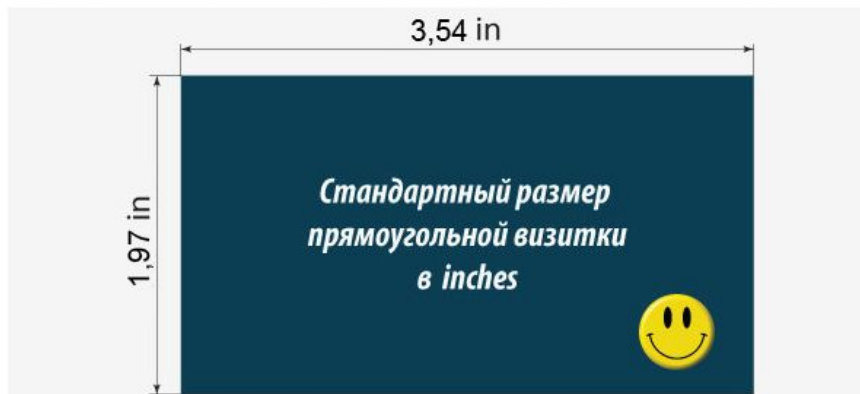 3,54 in
1,97 in
Стандартный размер
прямоугольной визитки
в inches